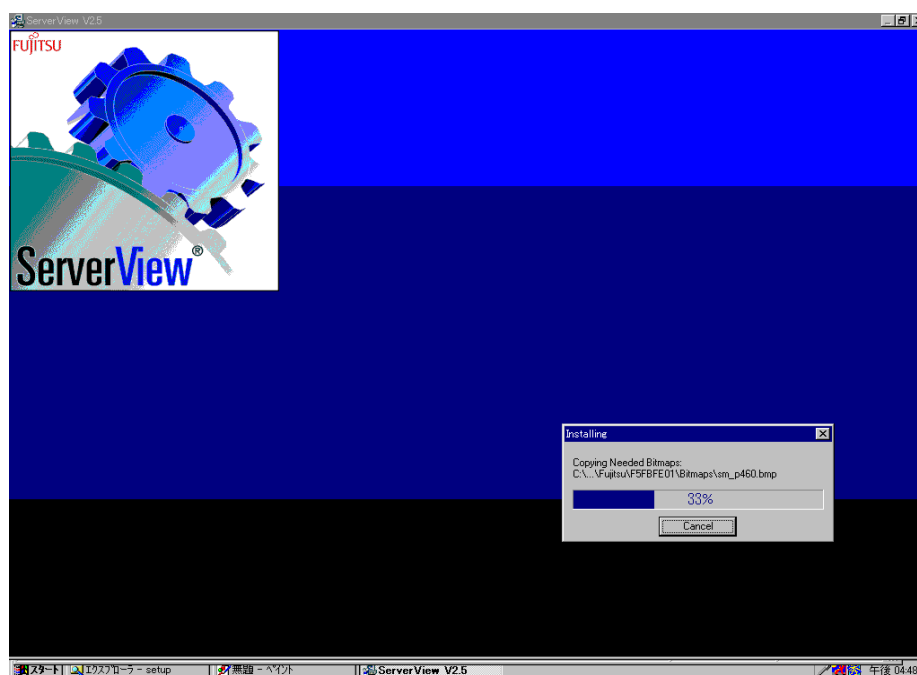 ServerView V2.5
FUJITSU
ServerView®
Installing
Copying Needed Bitmaps:
C:\...\Fujitsu\F5FBFE01\Bitmaps\sm_p460.bmp
33%
Cancel
スタート
エクスプローラ - setup
無題 - ペイント
ServerView V2.5
午後 04:48